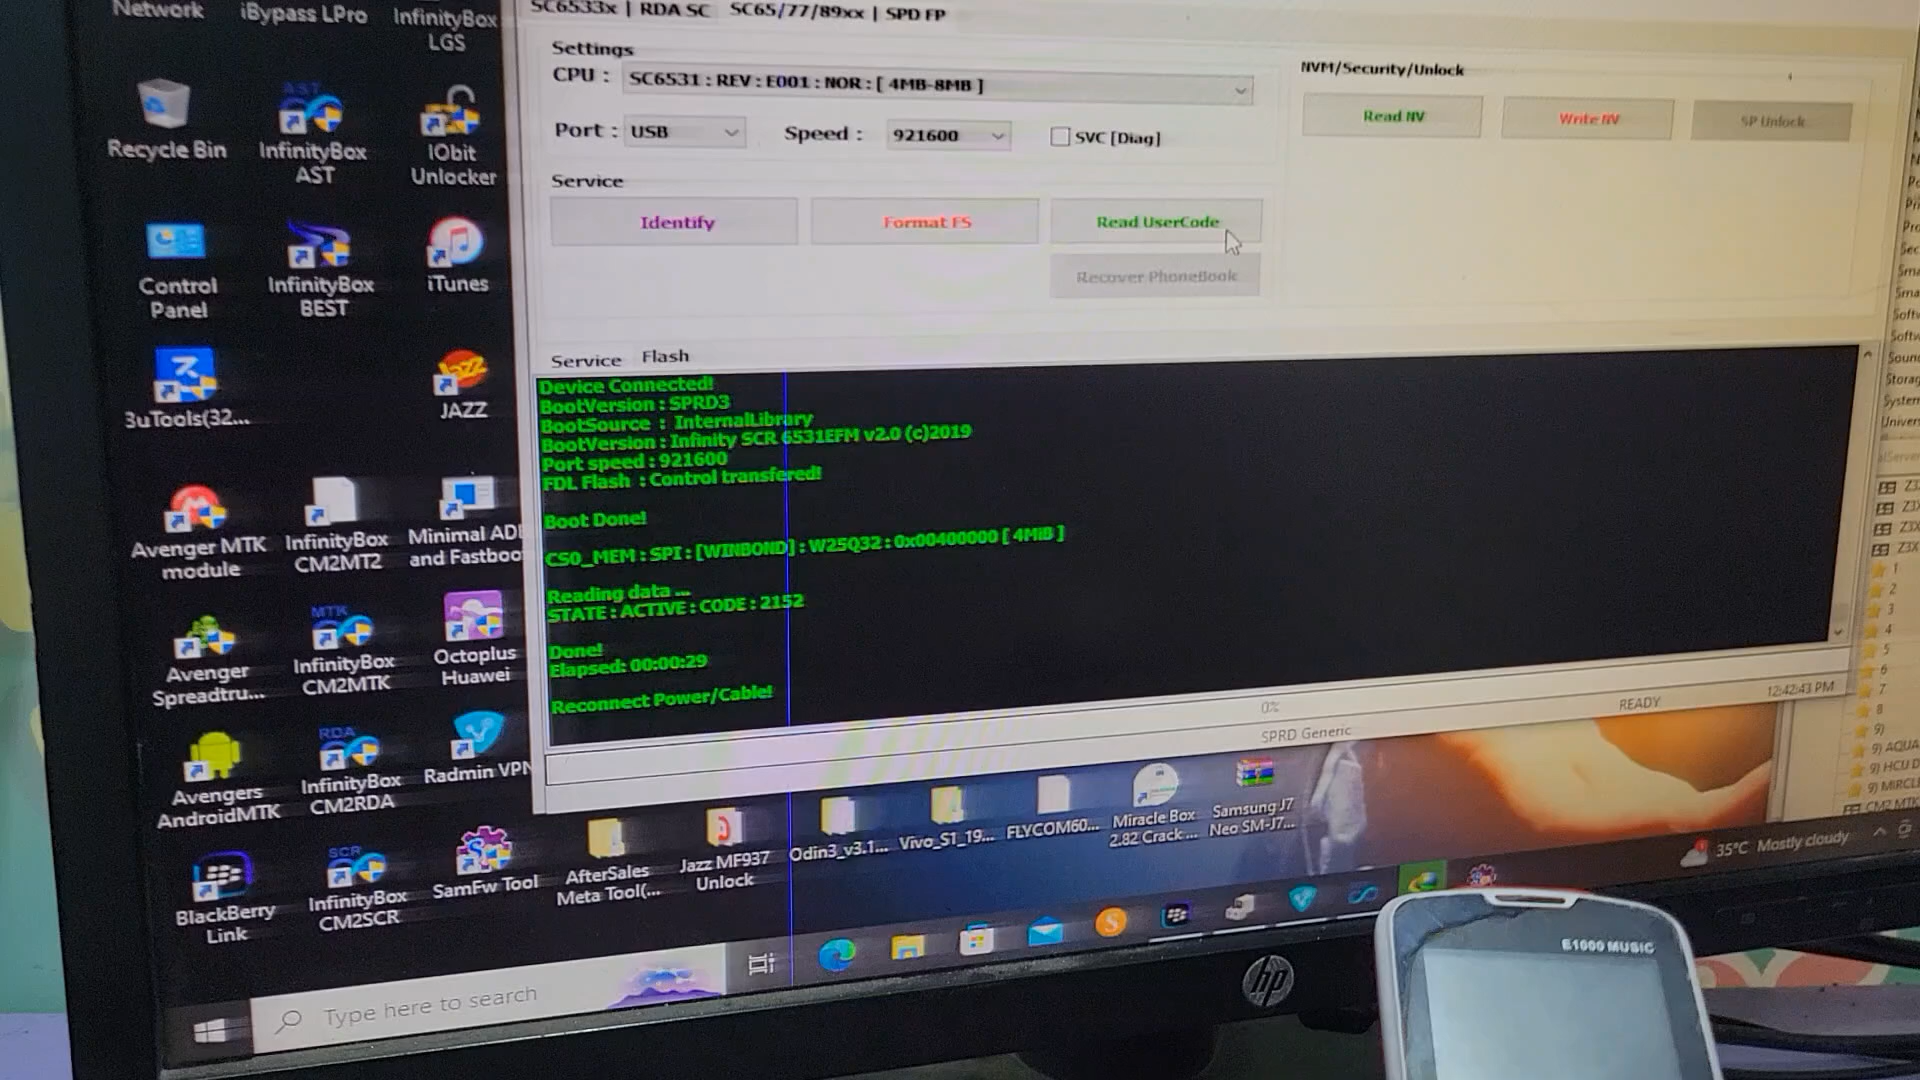 Network
iBypass LPro
InfinityBox
LGS
Recycle Bin
InfinityBox
AST
IObit
Unlocker
Control
Panel
InfinityBox
BEST
iTunes
3uTools(32...
JAZZ
Avenger MTK
module
InfinityBox
CM2MT2
Minimal AD
and Fastboo
Avenger
Spreadtru...
InfinityBox
CM2MTK
Octoplus
Huawei
Avengers
AndroidMTK
InfinityBox
CM2RDA
Radmin VPN
BlackBerry
Link
InfinityBox
CM2SCR
SamFw Tool
AfterSales
Meta Tool(...
Jazz MF937
Unlock
Odin3_v3.1...
Vivo_S1_19...
FLYCOM60...
Miracle Box
2.82 Crack ...
Samsung J7
Neo SM-J7...
SC6533x | RDA SC SC65/77/89xx | SPD FP
Settings
CPU : SC6531 : REV : E001 : NOR : [ 4MB-8MB ]
Port : USB Speed : 921600 SVC [Diag]
Service
Identify Format FS Read UserCode
Recover PhoneBook
NVM/Security/Unlock
Read NV Write NV SP Unlock
Service Flash
Device Connected!
BootVersion : SPRD3
BootSource : InternalLibrary
BootVersion : Infinity SCR 6531EFM v2.0 (c)2019
Port speed : 921600
FDL Flash : Control transfered!
Boot Done!
CS0_MEM : SPI : [WINBOND] : W25Q32 : 0x00400000 [ 4MiB ]
Reading data ...
STATE : ACTIVE : CODE : 2152
Done!
Elapsed: 00:00:29
Reconnect Power/Cable!
0%
READY
12:42:43 PM
SPRD Generic
35°C Mostly cloudy
Type here to search
hp
E1000 MUSIC